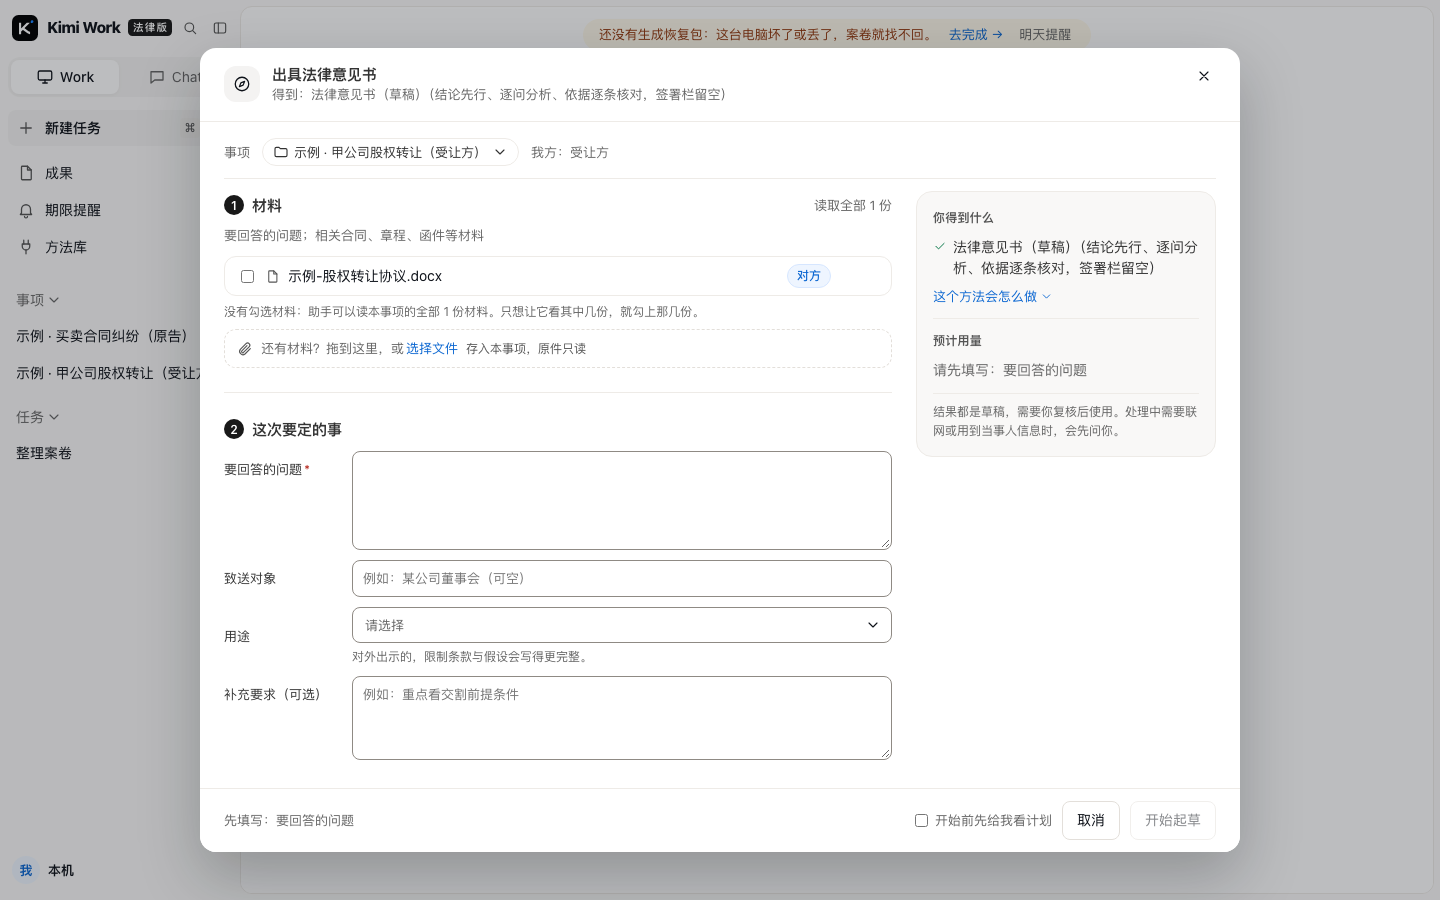 Kimi Work 法律版
还没有生成恢复包：这台电脑坏了或丢了，案卷就找不回。 去完成 → 明天提醒
Work
Chat
新建任务 ⌘
成果
期限提醒
方法库
事项
示例 · 买卖合同纠纷（原告）
示例 · 甲公司股权转让（受让
任务
整理案卷
我 本机
出具法律意见书
得到：法律意见书（草稿）（结论先行、逐问分析、依据逐条核对，签署栏留空）
事项 示例 · 甲公司股权转让（受让方） 我方：受让方
1 材料 读取全部 1 份
要回答的问题；相关合同、章程、函件等材料
示例-股权转让协议.docx 对方
没有勾选材料：助手可以读本事项的全部 1 份材料。只想让它看其中几份，就勾上那几份。
还有材料？拖到这里，或 选择文件 存入本事项，原件只读
2 这次要定的事
要回答的问题 *
致送对象 例如：某公司董事会（可空）
用途 请选择
对外出示的，限制条款与假设会写得更完整。
补充要求（可选） 例如：重点看交割前提条件
你得到什么
法律意见书（草稿）（结论先行、逐问分
析、依据逐条核对，签署栏留空）
这个方法会怎么做
预计用量
请先填写：要回答的问题
结果都是草稿，需要你复核后使用。处理中需要联
网或用到当事人信息时，会先问你。
先填写：要回答的问题 开始前先给我看计划 取消 开始起草